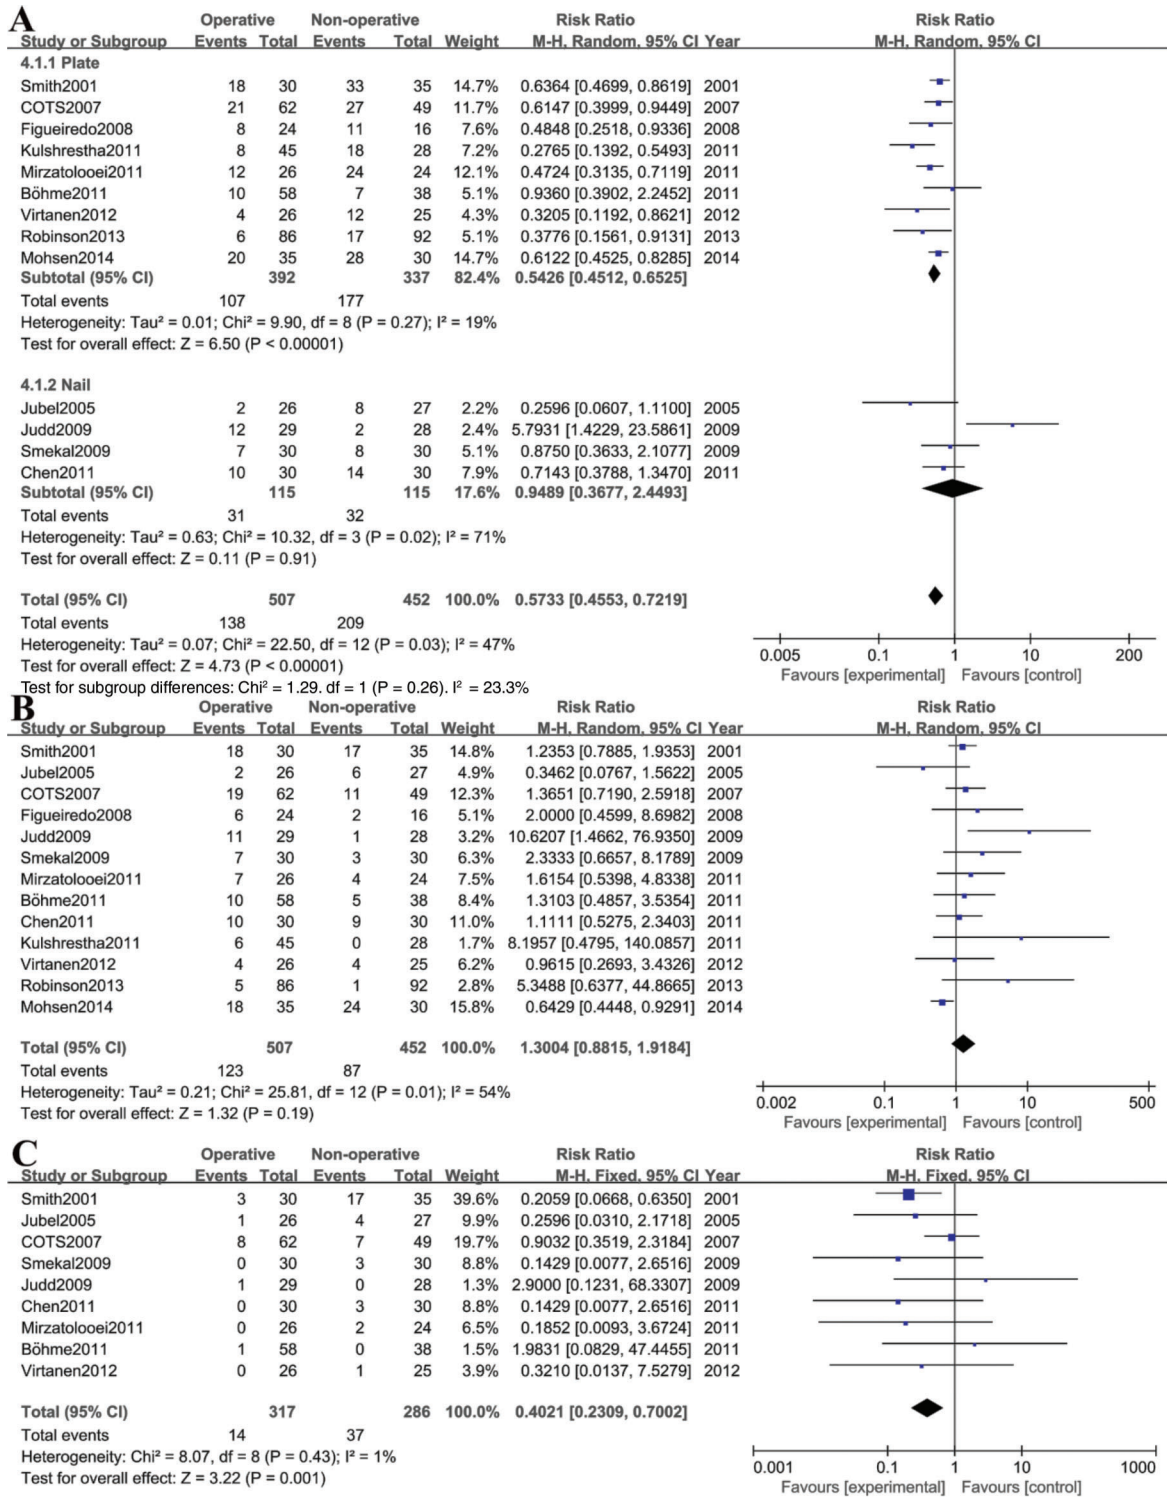 A
Operative Non-operative Risk Ratio Risk Ratio
Study or Subgroup Events Total Events Total Weight M-H, Random, 95% CI Year M-H, Random, 95% CI
4.1.1 Plate
Smith2001 18 30 33 35 14.7% 0.6364 [0.4699, 0.8619] 2001
COTS2007 21 62 27 49 11.7% 0.6147 [0.3999, 0.9449] 2007
Figueiredo2008 8 24 11 16 7.6% 0.4848 [0.2518, 0.9336] 2008
Kulshrestha2011 8 45 18 28 7.2% 0.2765 [0.1392, 0.5493] 2011
Mirzatolooei2011 12 26 24 24 12.1% 0.4724 [0.3135, 0.7119] 2011
Böhme2011 10 58 7 38 5.1% 0.9360 [0.3902, 2.2452] 2011
Virtanen2012 4 26 12 25 4.3% 0.3205 [0.1192, 0.8621] 2012
Robinson2013 6 86 17 92 5.1% 0.3776 [0.1561, 0.9131] 2013
Mohsen2014 20 35 28 30 14.7% 0.6122 [0.4525, 0.8285] 2014
Subtotal (95% CI) 392 337 82.4% 0.5426 [0.4512, 0.6525]
Total events 107 177
Heterogeneity: Tau² = 0.01; Chi² = 9.90, df = 8 (P = 0.27); I² = 19%
Test for overall effect: Z = 6.50 (P < 0.00001)
4.1.2 Nail
Jubel2005 2 26 8 27 2.2% 0.2596 [0.0607, 1.1100] 2005
Judd2009 12 29 2 28 2.4% 5.7931 [1.4229, 23.5861] 2009
Smekal2009 7 30 8 30 5.1% 0.8750 [0.3633, 2.1077] 2009
Chen2011 10 30 14 30 7.9% 0.7143 [0.3788, 1.3470] 2011
Subtotal (95% CI) 115 115 17.6% 0.9489 [0.3677, 2.4493]
Total events 31 32
Heterogeneity: Tau² = 0.63; Chi² = 10.32, df = 3 (P = 0.02); I² = 71%
Test for overall effect: Z = 0.11 (P = 0.91)
Total (95% CI) 507 452 100.0% 0.5733 [0.4553, 0.7219]
Total events 138 209
Heterogeneity: Tau² = 0.07; Chi² = 22.50, df = 12 (P = 0.03); I² = 47%
Test for overall effect: Z = 4.73 (P < 0.00001)
Test for subgroup differences: Chi² = 1.29. df = 1 (P = 0.26). I² = 23.3%
0.005 0.1 1 10 200
Favours [experimental] Favours [control]
B
Operative Non-operative Risk Ratio Risk Ratio
Study or Subgroup Events Total Events Total Weight M-H, Random, 95% CI Year M-H, Random, 95% CI
Smith2001 18 30 17 35 14.8% 1.2353 [0.7885, 1.9353] 2001
Jubel2005 2 26 6 27 4.9% 0.3462 [0.0767, 1.5622] 2005
COTS2007 19 62 11 49 12.3% 1.3651 [0.7190, 2.5918] 2007
Figueiredo2008 6 24 2 16 5.1% 2.0000 [0.4599, 8.6982] 2008
Judd2009 11 29 1 28 3.2% 10.6207 [1.4662, 76.9350] 2009
Smekal2009 7 30 3 30 6.3% 2.3333 [0.6657, 8.1789] 2009
Mirzatolooei2011 7 26 4 24 7.5% 1.6154 [0.5398, 4.8338] 2011
Böhme2011 10 58 5 38 8.4% 1.3103 [0.4857, 3.5354] 2011
Chen2011 10 30 9 30 11.0% 1.1111 [0.5275, 2.3403] 2011
Kulshrestha2011 6 45 0 28 1.7% 8.1957 [0.4795, 140.0857] 2011
Virtanen2012 4 26 4 25 6.2% 0.9615 [0.2693, 3.4326] 2012
Robinson2013 5 86 1 92 2.8% 5.3488 [0.6377, 44.8665] 2013
Mohsen2014 18 35 24 30 15.8% 0.6429 [0.4448, 0.9291] 2014
Total (95% CI) 507 452 100.0% 1.3004 [0.8815, 1.9184]
Total events 123 87
Heterogeneity: Tau² = 0.21; Chi² = 25.81, df = 12 (P = 0.01); I² = 54%
Test for overall effect: Z = 1.32 (P = 0.19)
0.002 0.1 1 10 500
Favours [experimental] Favours [control]
C
Operative Non-operative Risk Ratio Risk Ratio
Study or Subgroup Events Total Events Total Weight M-H, Fixed, 95% CI Year M-H, Fixed, 95% CI
Smith2001 3 30 17 35 39.6% 0.2059 [0.0668, 0.6350] 2001
Jubel2005 1 26 4 27 9.9% 0.2596 [0.0310, 2.1718] 2005
COTS2007 8 62 7 49 19.7% 0.9032 [0.3519, 2.3184] 2007
Smekal2009 0 30 3 30 8.8% 0.1429 [0.0077, 2.6516] 2009
Judd2009 1 29 0 28 1.3% 2.9000 [0.1231, 68.3307] 2009
Chen2011 0 30 3 30 8.8% 0.1429 [0.0077, 2.6516] 2011
Mirzatolooei2011 0 26 2 24 6.5% 0.1852 [0.0093, 3.6724] 2011
Böhme2011 1 58 0 38 1.5% 1.9831 [0.0829, 47.4455] 2011
Virtanen2012 0 26 1 25 3.9% 0.3210 [0.0137, 7.5279] 2012
Total (95% CI) 317 286 100.0% 0.4021 [0.2309, 0.7002]
Total events 14 37
Heterogeneity: Chi² = 8.07, df = 8 (P = 0.43); I² = 1%
Test for overall effect: Z = 3.22 (P = 0.001)
0.001 0.1 1 10 1000
Favours [experimental] Favours [control]